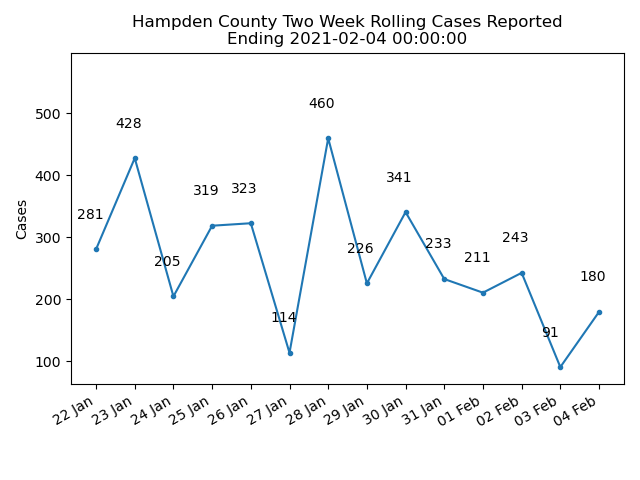 Hampden County Two Week Rolling Cases Reported
Ending 2021-02-04 00:00:00
Cases
500
400
300
200
100
281
428
205
319
323
114
460
226
341
233
211
243
91
180
22 Jan
23 Jan
24 Jan
25 Jan
26 Jan
27 Jan
28 Jan
29 Jan
30 Jan
31 Jan
01 Feb
02 Feb
03 Feb
04 Feb